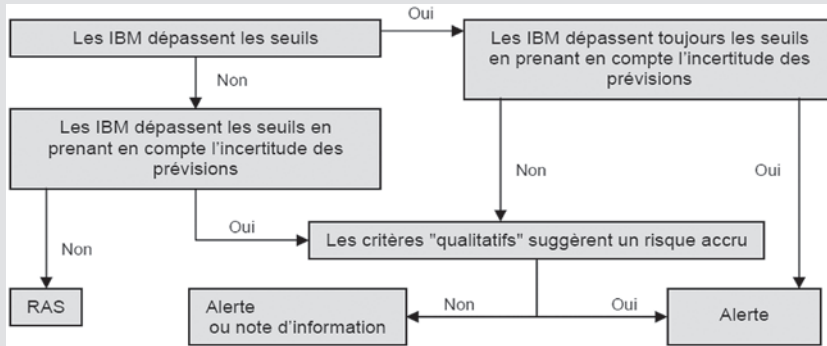 Les IBM dépassent les seuils
Oui
Les IBM dépassent toujours les seuils
en prenant en compte l'incertitude des
prévisions
Non
Les IBM dépassent les seuils en
prenant en compte l'incertitude des
prévisions
Non
Oui
Non
Oui
Les critères "qualitatifs" suggèrent un risque accru
RAS
Alerte
ou note d'information
Non
Oui
Alerte